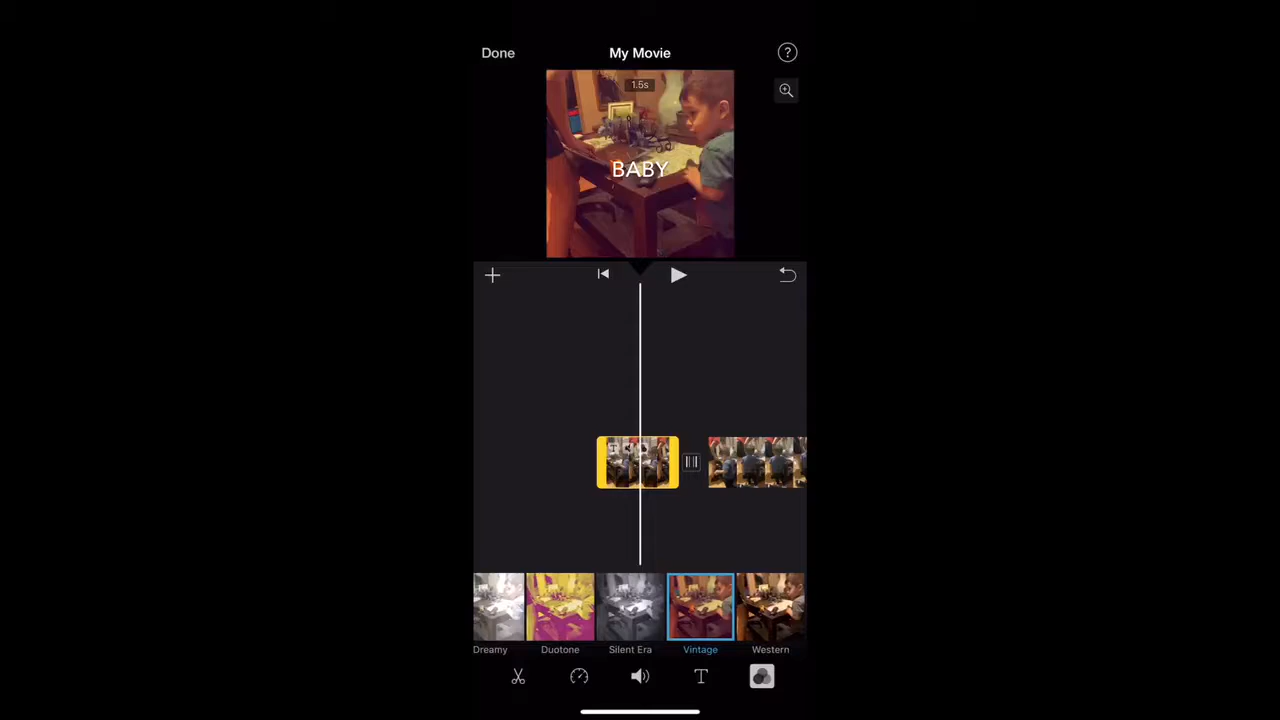 Done
My Movie
?
1.5s
BABY
Dreamy
Duotone
Silent Era
Vintage
Western
T